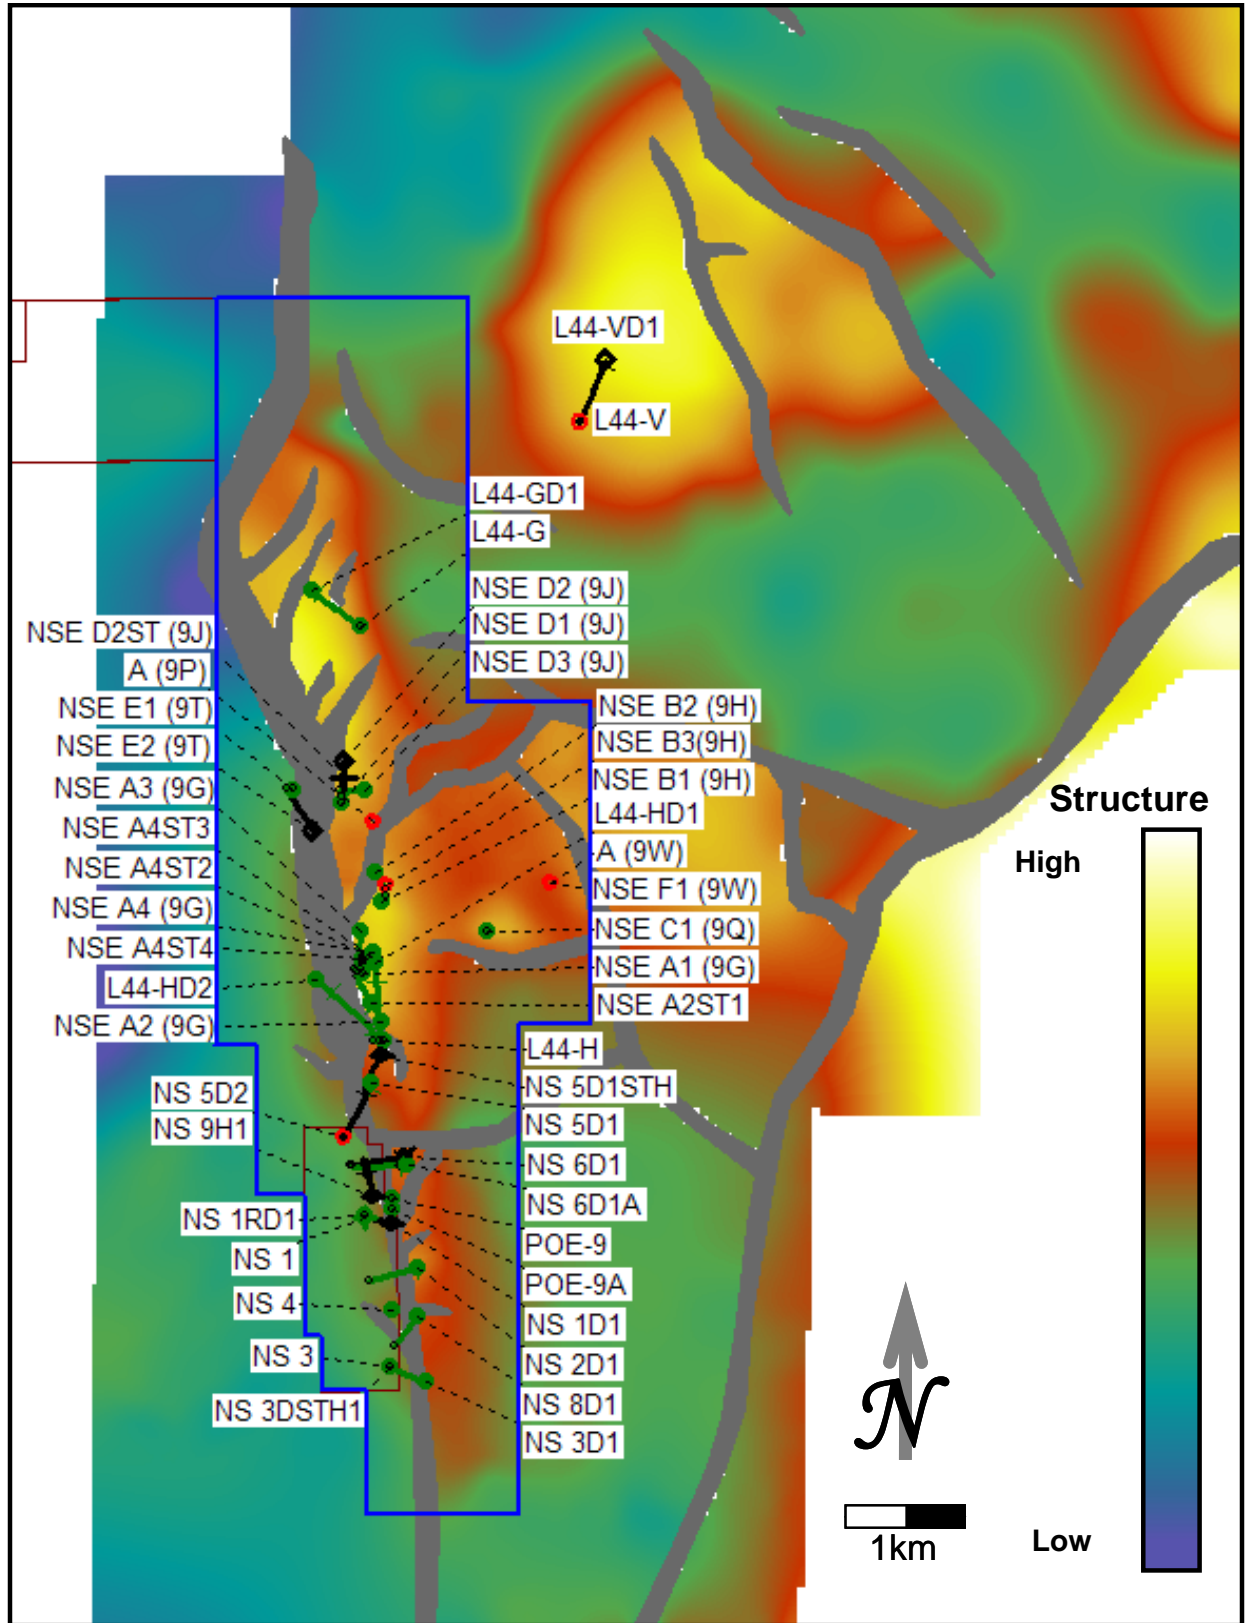 L44-VD1
L44-V
L44-GD1
L44-G
NSE D2 (9J)
NSE D1 (9J)
NSE D3 (9J)
NSE D2ST (9J)
A (9P)
NSE E1 (9T)
NSE E2 (9T)
NSE A3 (9G)
NSE A4ST3
NSE A4ST2
NSE A4 (9G)
NSE A4ST4
L44-HD2
NSE A2 (9G)
NSE B2 (9H)
NSE B3(9H)
NSE B1 (9H)
L44-HD1
A (9W)
NSE F1 (9W)
NSE C1 (9Q)
NSE A1 (9G)
NSE A2ST1
L44-H
NS 5D1STH
NS 5D1
NS 6D1
NS 6D1A
POE-9
POE-9A
NS 1D1
NS 2D1
NS 8D1
NS 3D1
NS 5D2
NS 9H1
NS 1RD1
NS 1
NS 4
NS 3
NS 3DSTH1
Structure
High
Low
N
1km